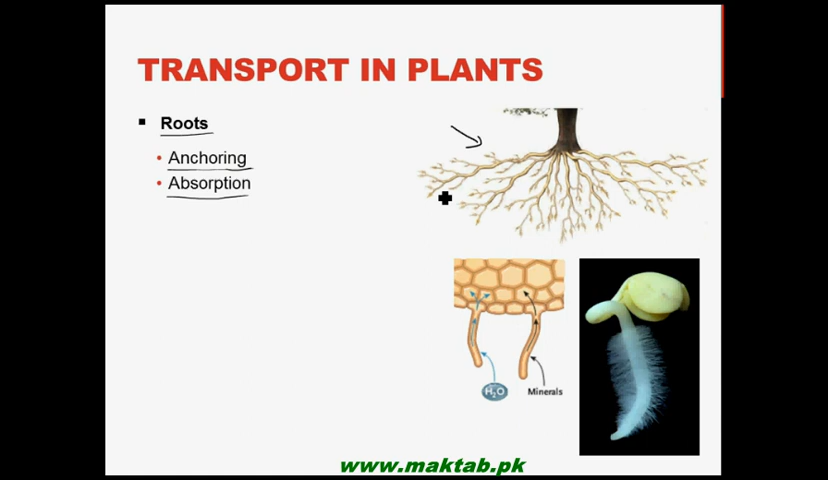 TRANSPORT IN PLANTS
Roots
Anchoring
Absorption
H₂O
Minerals
www.maktab.pk